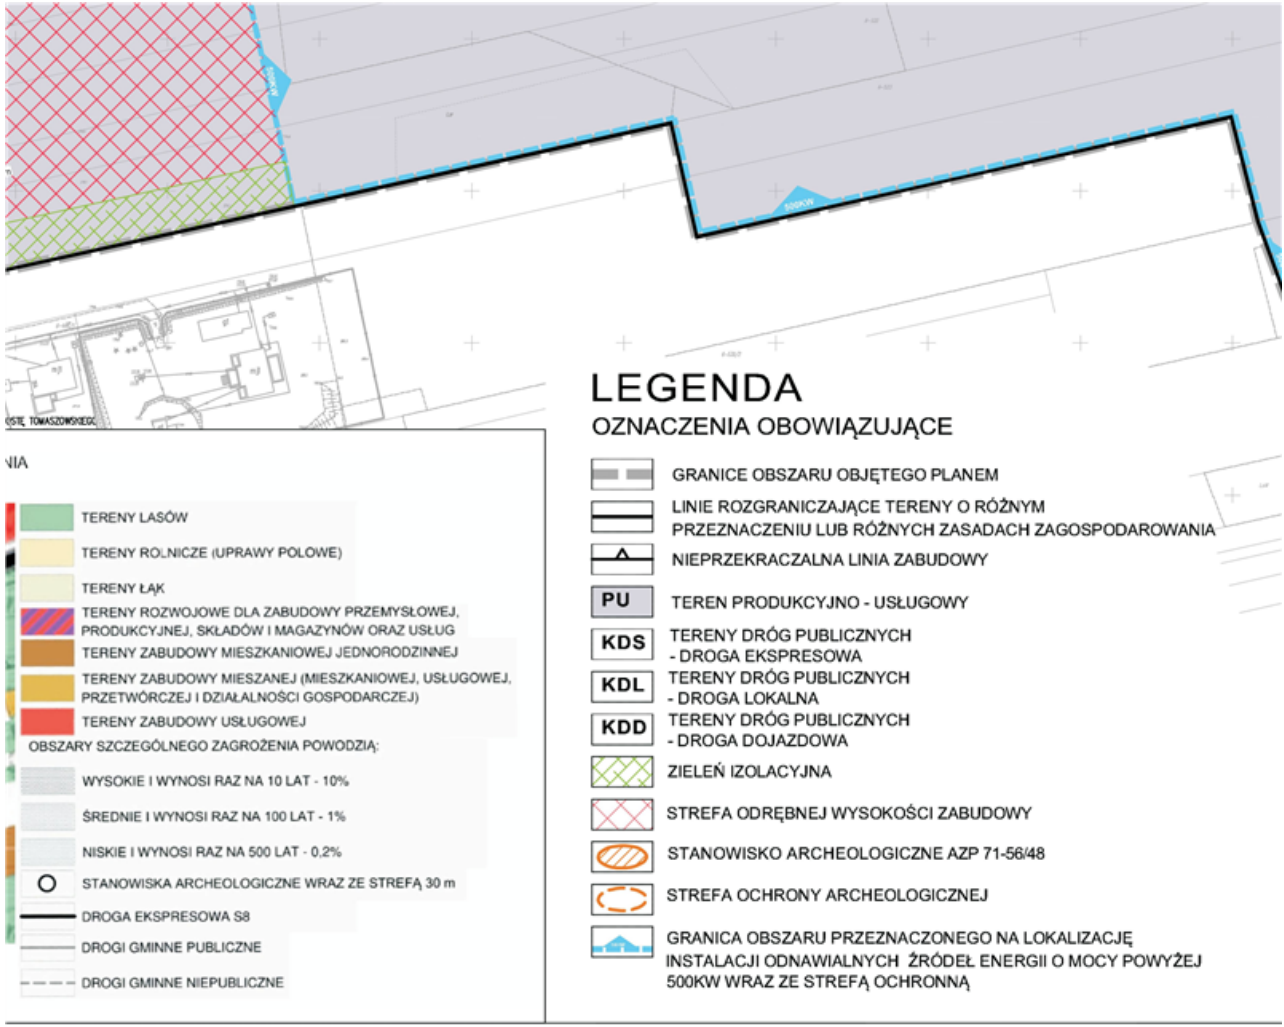 500KW
500KW
TOMASZOWSKIEGO
NIA
TERENY LASÓW
TERENY ROLNICZE (UPRAWY POLOWE)
TERENY ŁĄK
TERENY ROZWOJOWE DLA ZABUDOWY PRZEMYSŁOWEJ,
PRODUKCYJNEJ, SKŁADÓW I MAGAZYNÓW ORAZ USŁUG
TERENY ZABUDOWY MIESZKANIOWEJ JEDNORODZINNEJ
TERENY ZABUDOWY MIESZANEJ (MIESZKANIOWEJ, USŁUGOWEJ,
PRZETWÓRCZEJ I DZIAŁALNOŚCI GOSPODARCZEJ)
TERENY ZABUDOWY USŁUGOWEJ
OBSZARY SZCZEGÓLNEGO ZAGROŻENIA POWODZIĄ:
WYSOKIE I WYNOSI RAZ NA 10 LAT - 10%
ŚREDNIE I WYNOSI RAZ NA 100 LAT - 1%
NISKIE I WYNOSI RAZ NA 500 LAT - 0,2%
STANOWISKA ARCHEOLOGICZNE WRAZ ZE STREFĄ 30 m
DROGA EKSPRESOWA S8
DROGI GMINNE PUBLICZNE
DROGI GMINNE NIEPUBLICZNE
LEGENDA
OZNACZENIA OBOWIĄZUJĄCE
GRANICE OBSZARU OBJĘTEGO PLANEM
LINIE ROZGRANICZAJĄCE TERENY O RÓŻNYM
PRZEZNACZENIU LUB RÓŻNYCH ZASADACH ZAGOSPODAROWANIA
NIEPRZEKRACZALNA LINIA ZABUDOWY
PU TEREN PRODUKCYJNO - USŁUGOWY
KDS TERENY DRÓG PUBLICZNYCH
- DROGA EKSPRESOWA
KDL TERENY DRÓG PUBLICZNYCH
- DROGA LOKALNA
KDD TERENY DRÓG PUBLICZNYCH
- DROGA DOJAZDOWA
ZIELEŃ IZOLACYJNA
STREFA ODRĘBNEJ WYSOKOŚCI ZABUDOWY
STANOWISKO ARCHEOLOGICZNE AZP 71-56/48
STREFA OCHRONY ARCHEOLOGICZNEJ
GRANICA OBSZARU PRZEZNACZONEGO NA LOKALIZACJĘ
INSTALACJI ODNAWIALNYCH ŹRÓDEŁ ENERGII O MOCY POWYŻEJ
500KW WRAZ ZE STREFĄ OCHRONNĄ